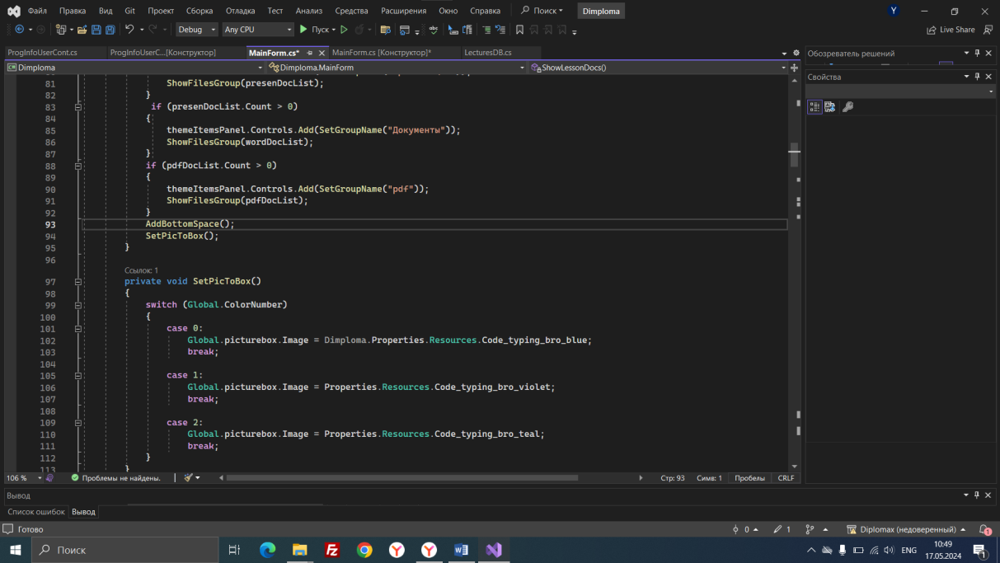 Файл Правка Вид Git Проект Сборка Отладка Тест Анализ Средства Расширения Окно Справка Поиск Dimploma Y
Debug Any CPU Пуск Live Share
ProgInfoUserCont.cs ProgInfoUserC...[Конструктор] MainForm.cs* MainForm.cs [Конструктор]* LecturesDB.cs
Обозреватель решений
Dimploma Dimploma.MainForm ShowLessonDocs()
Свойства
81 ShowFilesGroup(presenDocList);
82 }
83 if (presenDocList.Count > 0)
84 {
85 themeItemsPanel.Controls.Add(SetGroupName("Документы"));
86 ShowFilesGroup(wordDocList);
87 }
88 if (pdfDocList.Count > 0)
89 {
90 themeItemsPanel.Controls.Add(SetGroupName("pdf"));
91 ShowFilesGroup(pdfDocList);
92 }
93 AddBottomSpace();
94 SetPicToBox();
95 }
96
Ссылок: 1
97 private void SetPicToBox()
98 {
99 switch (Global.ColorNumber)
100 {
101 case 0:
102 Global.picturebox.Image = Dimploma.Properties.Resources.Code_typing_bro_blue;
103 break;
104
105 case 1:
106 Global.picturebox.Image = Properties.Resources.Code_typing_bro_violet;
107 break;
108
109 case 2:
110 Global.picturebox.Image = Properties.Resources.Code_typing_bro_teal;
111 break;
112 }
113 }
106 % Проблемы не найдены. Стр: 93 Симв: 1 Пробелы CRLF
Вывод
Список ошибок Вывод
Готово 0 1 Diplomax (недоверенный) 1
Поиск ENG 10:49
17.05.2024 1